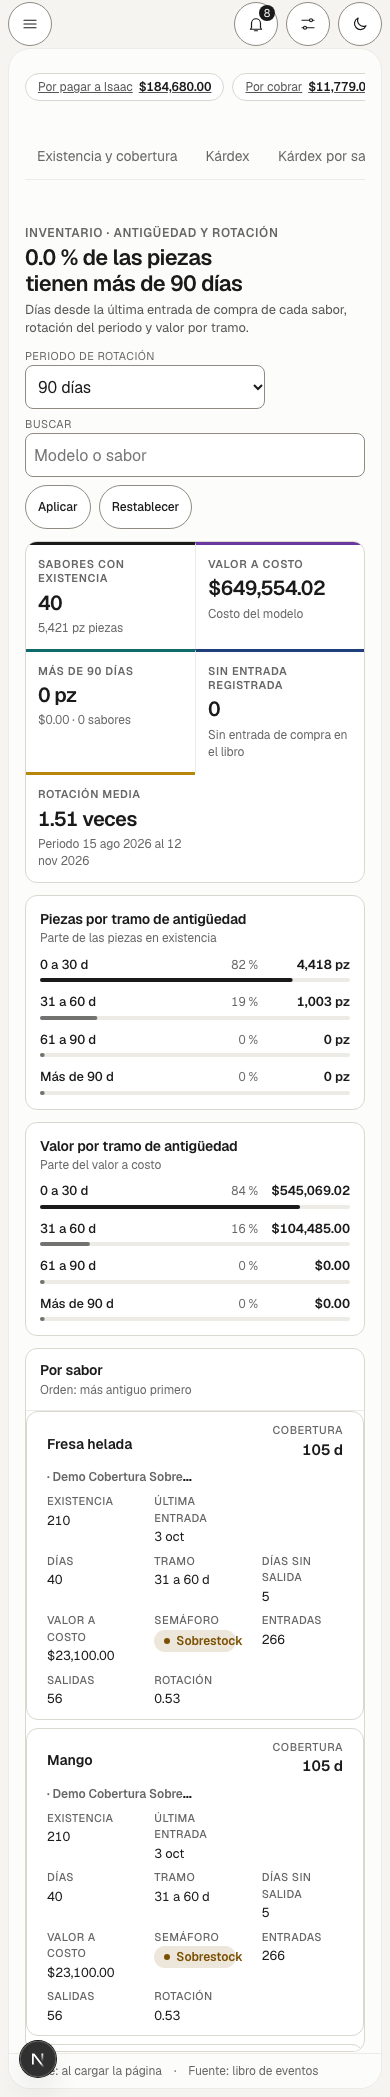 8
Por pagar a Isaac $184,680.00 Por cobrar $11,779.0
Existencia y cobertura Kárdex Kárdex por sa
INVENTARIO · ANTIGÜEDAD Y ROTACIÓN
0.0 % de las piezas
tienen más de 90 días
Días desde la última entrada de compra de cada sabor,
rotación del periodo y valor por tramo.
PERIODO DE ROTACIÓN
90 días
BUSCAR
Modelo o sabor
Aplicar Restablecer
SABORES CON
EXISTENCIA
40
5,421 pz piezas
VALOR A COSTO
$649,554.02
Costo del modelo
MÁS DE 90 DÍAS
0 pz
$0.00 · 0 sabores
SIN ENTRADA
REGISTRADA
0
Sin entrada de compra en
el libro
ROTACIÓN MEDIA
1.51 veces
Periodo 15 ago 2026 al 12
nov 2026
Piezas por tramo de antigüedad
Parte de las piezas en existencia
0 a 30 d 82 % 4,418 pz
31 a 60 d 19 % 1,003 pz
61 a 90 d 0 % 0 pz
Más de 90 d 0 % 0 pz
Valor por tramo de antigüedad
Parte del valor a costo
0 a 30 d 84 % $545,069.02
31 a 60 d 16 % $104,485.00
61 a 90 d 0 % $0.00
Más de 90 d 0 % $0.00
Por sabor
Orden: más antiguo primero
Fresa helada
COBERTURA
105 d
· Demo Cobertura Sobre...
EXISTENCIA
210
ÚLTIMA
ENTRADA
3 oct
DÍAS
40
TRAMO
31 a 60 d
DÍAS SIN
SALIDA
5
VALOR A
COSTO
$23,100.00
SEMÁFORO
Sobrestock
ENTRADAS
266
SALIDAS
56
ROTACIÓN
0.53
Mango
COBERTURA
105 d
· Demo Cobertura Sobre...
EXISTENCIA
210
ÚLTIMA
ENTRADA
3 oct
DÍAS
40
TRAMO
31 a 60 d
DÍAS SIN
SALIDA
5
VALOR A
COSTO
$23,100.00
SEMÁFORO
Sobrestock
ENTRADAS
266
SALIDAS
56
ROTACIÓN
0.53
N
: al cargar la página · Fuente: libro de eventos